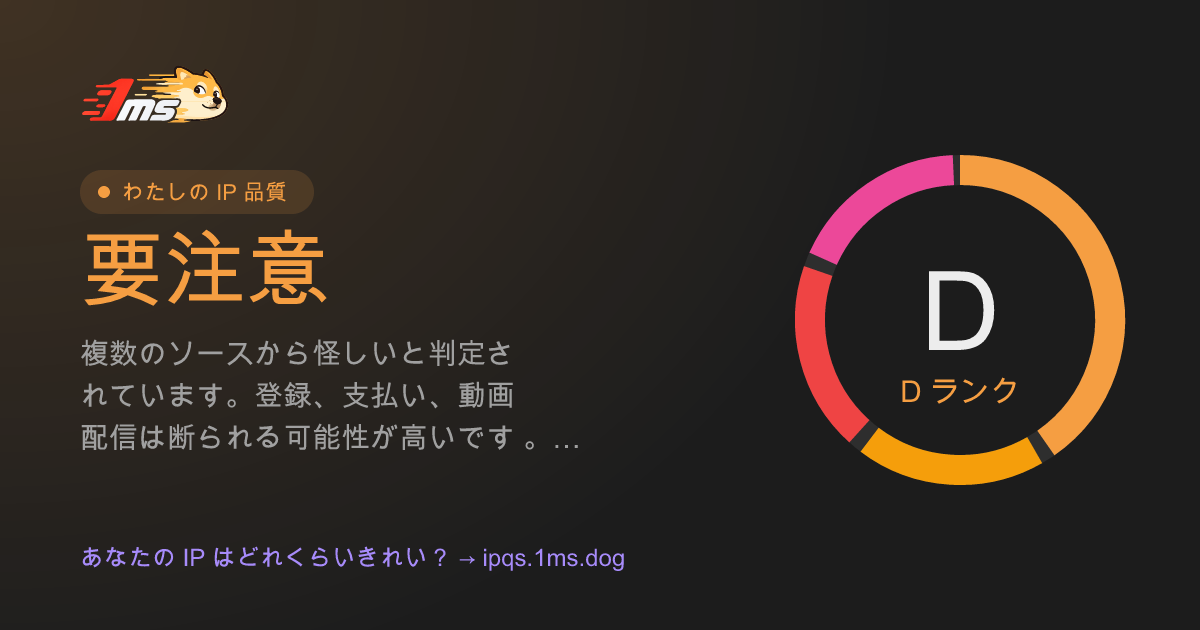 1ms
わたしの IP 品質
要注意
複数のソースから怪しいと判定さ
れています。登録、支払い、動画
配信は断られる可能性が高いです 。...
あなたの IP はどれくらいきれい？ → ipqs.1ms.dog
D
D ランク